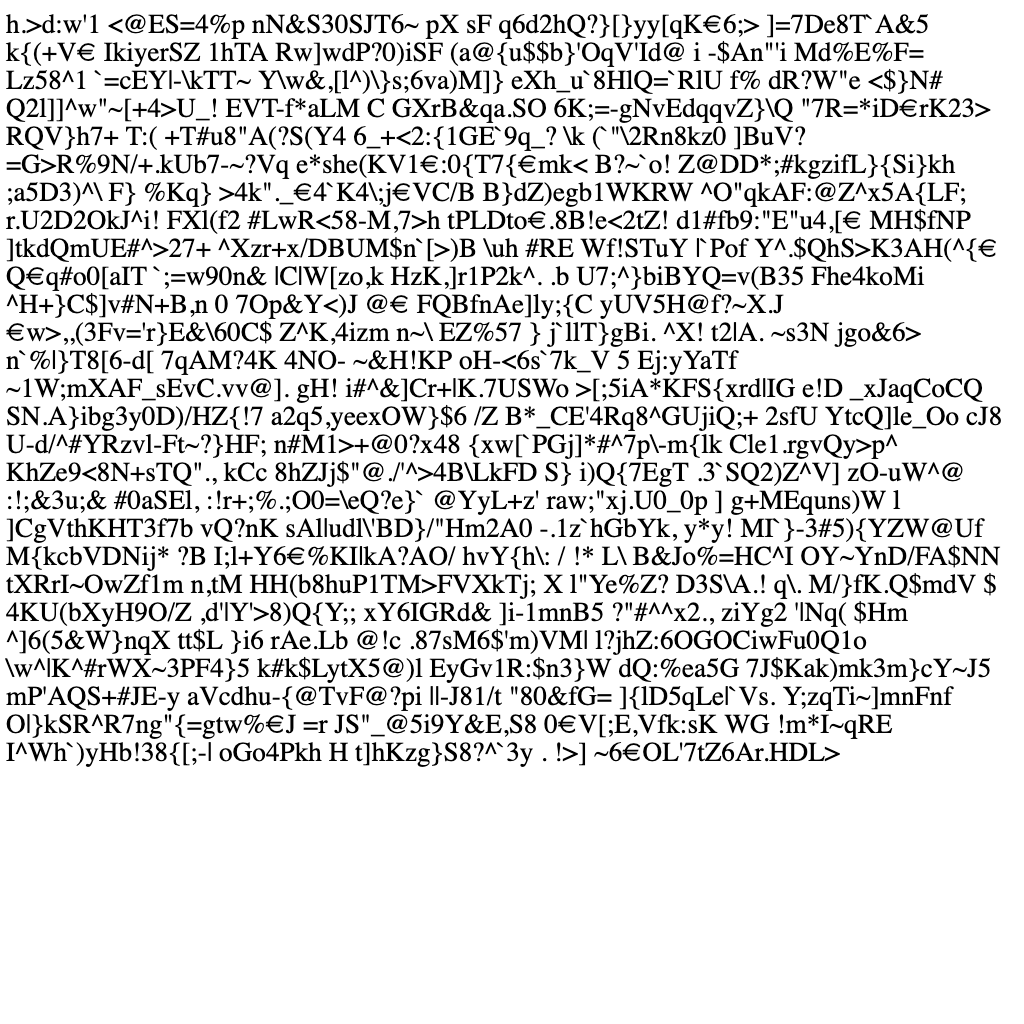 h.>d:w'1 <@ES=4%p nN&S30SJT6~ pX sF q6d2hQ?}[}yy[qK€6;> ]=7De8T`A&5
k{(+V€ IkiyerSZ 1hTA Rw]wdP?0)iSF (a@{u$$b}'OqV'Id@ i -$An"'i Md%E%F=
Lz58^1 `=cEY|-\kTT~ Y\w&,[l^)\}s;6va)M]} eXh_u`8HlQ=`RlU f% dR?W"e <$}N#
Q2l]]^w"~[+4>U_! EVT-f*aLM C GXrB&qa.SO 6K;=-gNvEdqqvZ}\Q "7R=*iD€rK23>
RQV}h7+ T:( +T#u8"A(?S(Y4 6_+<2:{1GE`9q_? \k (`"\2Rn8kz0 ]BuV?
=G>R%9N/+.kUb7-~?Vq e*she(KV1€:0{T7{€mk< B?~`o! Z@DD*;#kgzifL}{Si}kh
;a5D3)^\ F} %Kq} >4k"._€4`K4\;j€VC/B B}dZ)egb1WKRW ^O"qkAF:@Z^x5A{LF;
r.U2D2OkJ^i! FXl(f2 #LwR<58-M,7>h tPLDto€.8B!e<2tZ! d1#fb9:"E"u4,[€ MH$fNP
]tkdQmUE#^>27+ ^Xzr+x/DBUM$n`[>)B \uh #RE Wf!STuY |`Pof Y^.$QhS>K3AH(^{€
Q€q#o0[aIT`;=w90n& |C|W[zo,k HzK,]r1P2k^. .b U7;^}biBYQ=v(B35 Fhe4koMi
^H+}C$]v#N+B,n 0 7Op&Y<)J @€ FQBfnAe]ly;{C yUV5H@f?~X.J
€w>,,(3Fv='r}E&\60C$ Z^K,4izm n~\ EZ%57 } j`llT}gBi. ^X! t2lA. ~s3N jgo&6>
n`%|}T8[6-d[ 7qAM?4K 4NO- ~&H!KP oH-<6s`7k_V 5 Ej:yYaTf
~1W;mXAF_sEvC.vv@]. gH! i#^&]Cr+|K.7USWo >[;5iA*KFS{xrd|IG e!D _xJaqCoCQ
SN.A}ibg3y0D)/HZ{!7 a2q5,yeexOW}$6 /Z B*_CE'4Rq8^GUjiQ;+ 2sfU YtcQ]le_Oo cJ8
U-d/^#YRzvl-Ft~?}HF; n#M1>+@0?x48 {xw[`PGj]*#^7p\-m{lk Cle1.rgvQy>p^
KhZe9<8N+sTQ"., kCc 8hZJj$"@./'^>4B\LkFD S} i)Q{7EgT .3`SQ2)Z^V] zO-uW^@
:!;&3u;& #0aSEl, :!r+;%.;O0=\eQ?e}` @YyL+z' raw;"xj.U0_0p ] g+MEquns)W l
]CgVthKHT3f7b vQ?nK sAl|udl\'BD}/"Hm2A0 -.1z`hGbYk, y*y! MI`}-3#5){YZW@Uf
M{kcbVDNij* ?B I;l+Y6€%KI|kA?AO/ hvY{h\: / !* L\ B&Jo%=HC^I OY~YnD/FA$NN
tXRrI~OwZf1m n,tM HH(b8huP1TM>FVXkTj; X l"Ye%Z? D3S\A.! q\. M/}fK.Q$mdV $
4KU(bXyH9O/Z ,d'|Y'>8)Q{Y;; xY6IGRd& ]i-1mnB5 ?"#^^x2., ziYg2 '|Nq( $Hm
^]6(5&W}nqX tt$L }i6 rAe.Lb @!c .87sM6$'m)VM| l?jhZ:6OGOCiwFu0Q1o
\w^|K^#rWX~3PF4}5 k#k$LytX5@)l EyGv1R:$n3}W dQ:%ea5G 7J$Kak)mk3m}cY~J5
mP'AQS+#JE-y aVcdhu-{@TvF@?pi ||-J81/t "80&fG= ]{lD5qLe|`Vs. Y;zqTi~]mnFnf
O|}kSR^R7ng"{=gtw%€J =r JS"_@5i9Y&E,S8 0€V[;E,Vfk:sK WG !m*I~qRE
I^Wh`)yHb!38{[;-| oGo4Pkh H t]hKzg}S8?^`3y . !>] ~6€OL'7tZ6Ar.HDL>